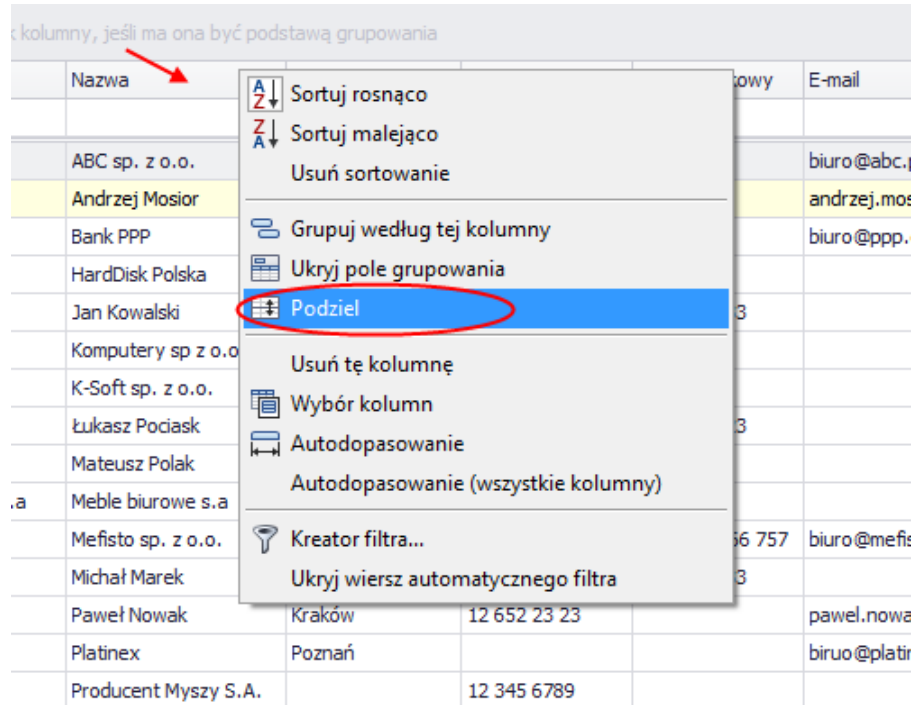 kolumny, jeśli ma ona być podstawą grupowania
Nazwa E-mail
Sortuj rosnąco
Sortuj malejąco
ABC sp. z o.o. biuro@abc.p
Usuń sortowanie
Andrzej Mosior andrzej.mos
Bank PPP Grupuj według tej kolumny biuro@ppp.
HardDisk Polska Ukryj pole grupowania
Jan Kowalski Podziel 3
Komputery sp z o.o
Usuń tę kolumnę
K-Soft sp. z o.o. Wybór kolumn
Łukasz Pociask Autodopasowanie 3
Mateusz Polak
Autodopasowanie (wszystkie kolumny)
.a Meble biurowe s.a
Mefisto sp. z o.o. Kreator filtra... 56 757 biuro@mefis
Michał Marek Ukryj wiersz automatycznego filtra 3
Paweł Nowak Kraków 12 652 23 23 pawel.nowa
Platinex Poznań biruo@platin
Producent Myszy S.A. 12 345 6789